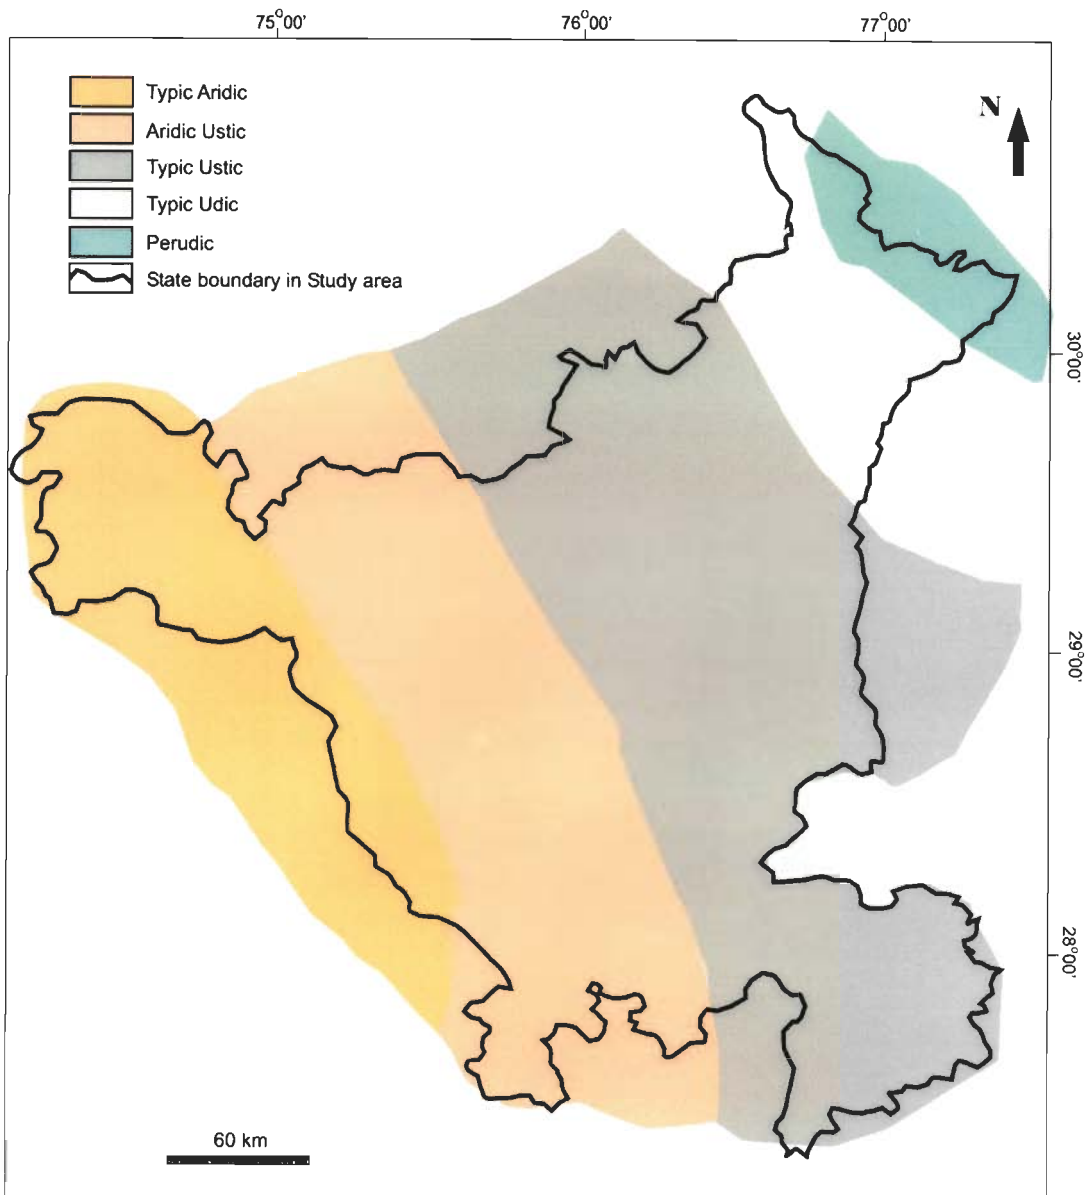 75°00'
76°00'
77°00'
Typic Aridic
Aridic Ustic
Typic Ustic
Typic Udic
Perudic
State boundary in Study area
N
30°00'
29°00'
28°00'
60 km